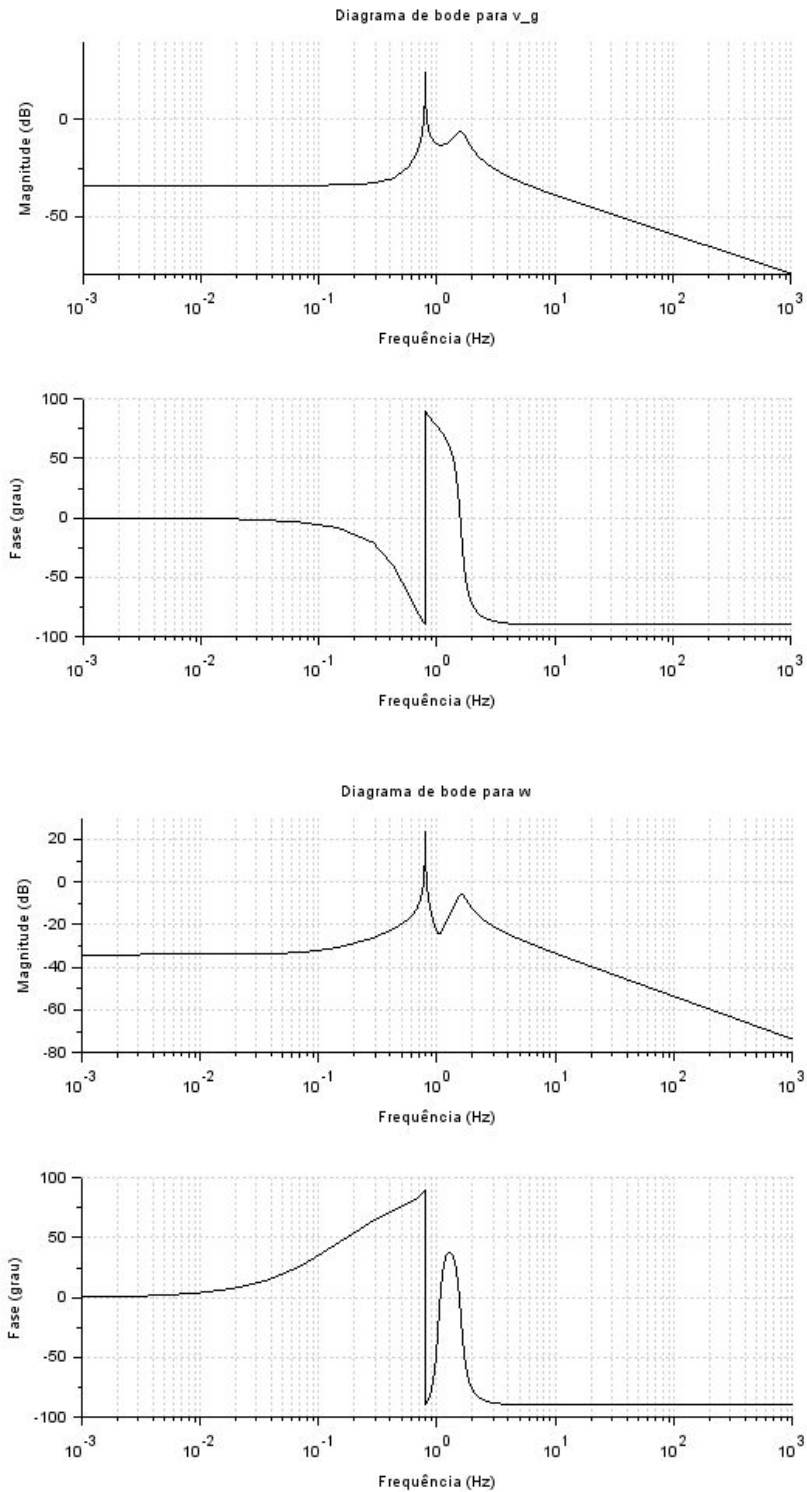 Diagrama de bode para v_g
Magnitude (dB)
0
-50
10^-3 10^-2 10^-1 10^0 10^1 10^2 10^3
Frequência (Hz)
Fase (grau)
100
50
0
-50
-100
10^-3 10^-2 10^-1 10^0 10^1 10^2 10^3
Frequência (Hz)
Diagrama de bode para w
Magnitude (dB)
20
0
-20
-40
-60
-80
10^-3 10^-2 10^-1 10^0 10^1 10^2 10^3
Frequência (Hz)
Fase (grau)
100
50
0
-50
-100
10^-3 10^-2 10^-1 10^0 10^1 10^2 10^3
Frequência (Hz)